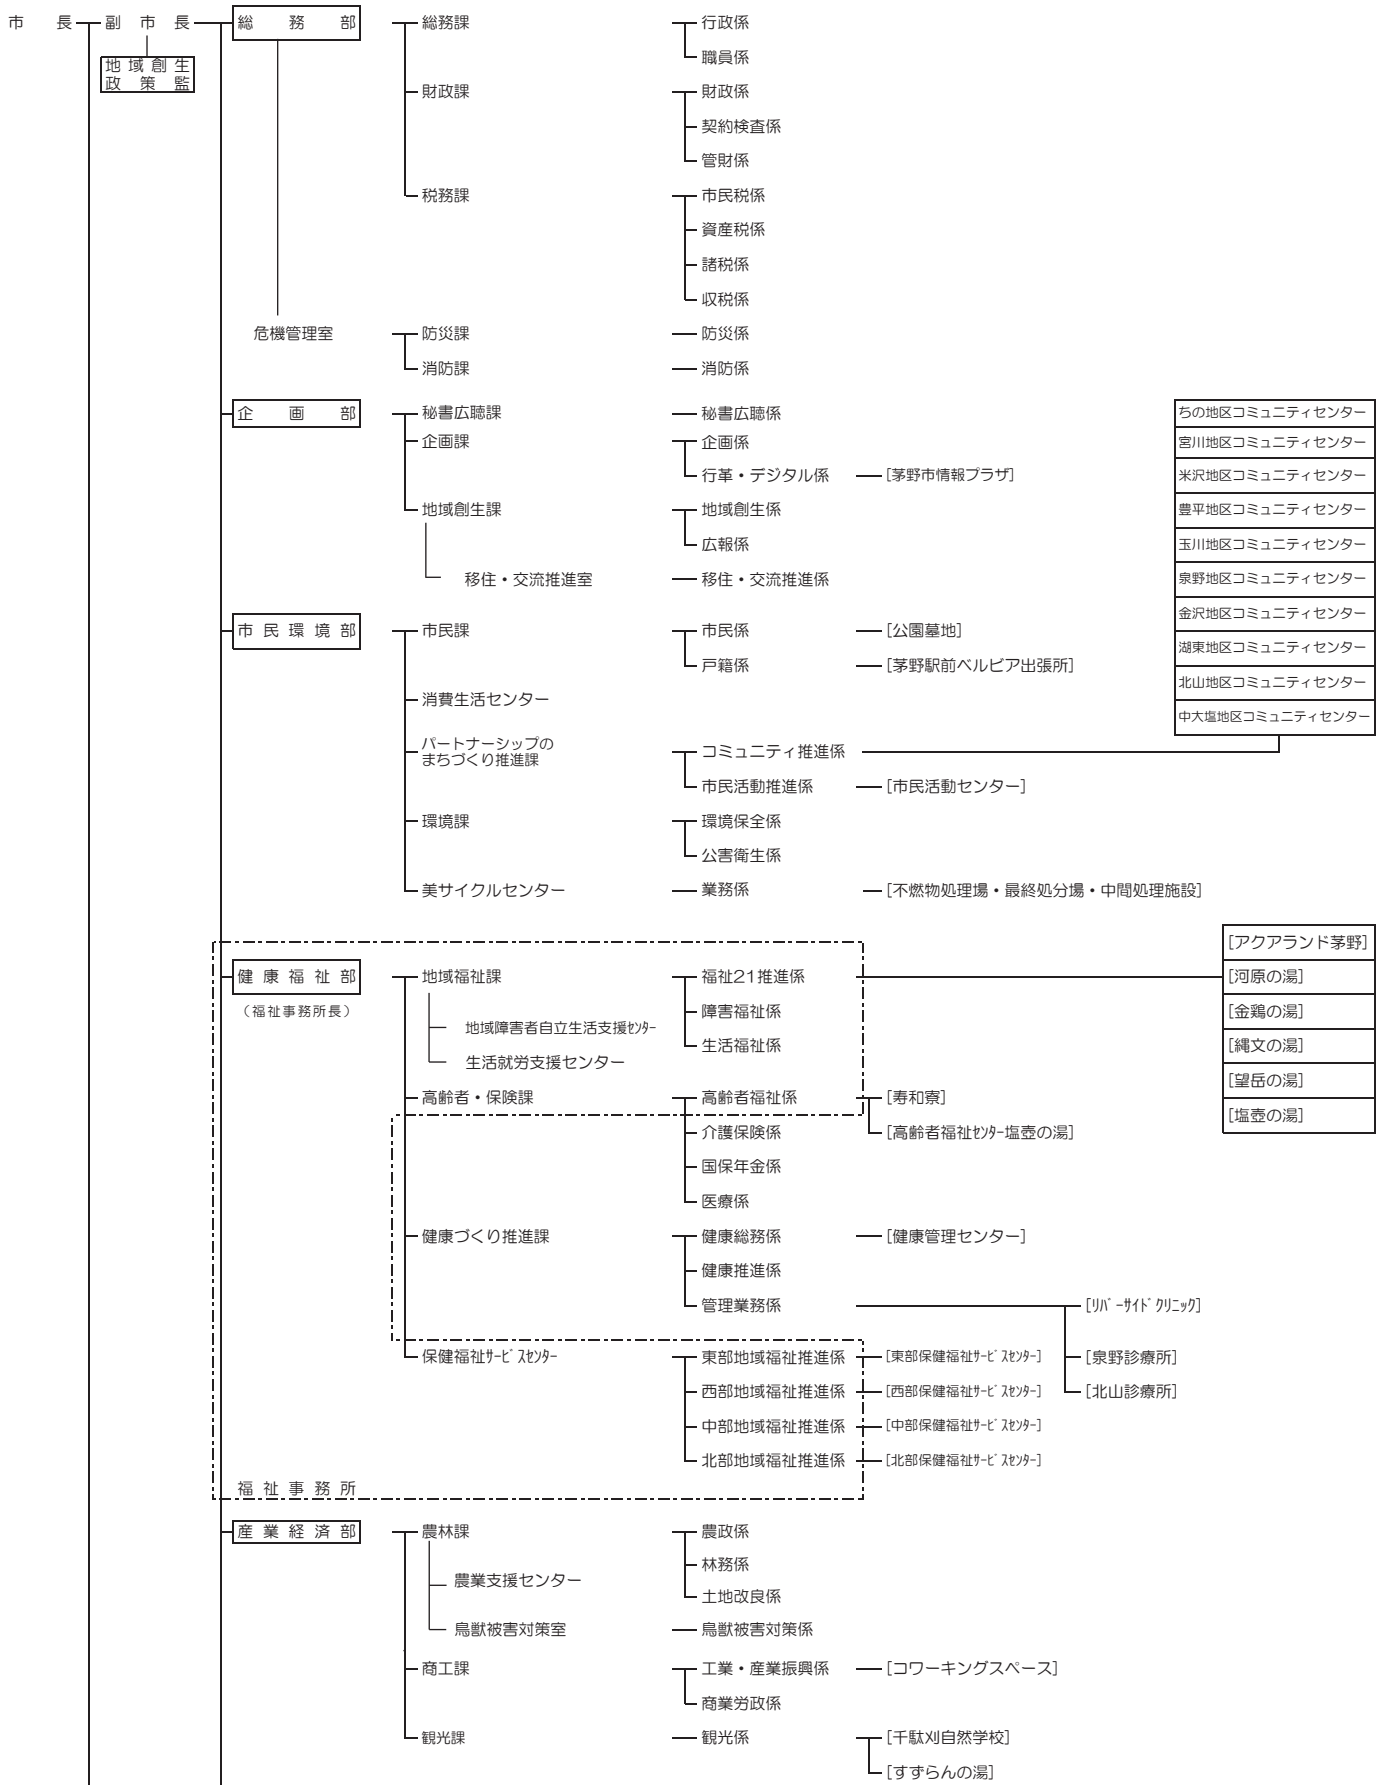 市長 副市長 総務部 総務課 行政係
地域創生
政策監
職員係
財政課 財政係
契約検査係
管財係
税務課 市民税係
資産税係
諸税係
収税係
危機管理室 防災課 防災係
消防課 消防係
企画部 秘書広聴課 秘書広聴係 ちの地区コミュニティセンター
企画課 企画係 宮川地区コミュニティセンター
行革・デジタル係 [茅野市情報プラザ] 米沢地区コミュニティセンター
地域創生課 地域創生係 豊平地区コミュニティセンター
広報係 玉川地区コミュニティセンター
移住・交流推進室 移住・交流推進係 泉野地区コミュニティセンター
金沢地区コミュニティセンター
市民環境部 市民課 市民係 [公園墓地]
湖東地区コミュニティセンター
戸籍係 [茅野駅前ベルビア出張所]
北山地区コミュニティセンター
消費生活センター
中大塩地区コミュニティセンター
パートナーシップの
まちづくり推進課
コミュニティ推進係
市民活動推進係 [市民活動センター]
環境課 環境保全係
公害衛生係
美サイクルセンター 業務係 [不燃物処理場・最終処分場・中間処理施設]
[アクアランド茅野]
健康福祉部 地域福祉課 福祉21推進係 [河原の湯]
（福祉事務所長） 障害福祉係 [金鶏の湯]
地域障害者自立生活支援ｾﾝﾀｰ
生活福祉係 [縄文の湯]
生活就労支援センター
[望岳の湯]
高齢者・保険課 高齢者福祉係 [寿和寮]
[塩壺の湯]
介護保険係 [高齢者福祉ｾﾝﾀｰ塩壺の湯]
国保年金係
医療係
健康づくり推進課 健康総務係 [健康管理センター]
健康推進係
管理業務係 [ﾘﾊﾞｰｻｲﾄﾞｸﾘﾆｯｸ]
保健福祉ｻｰﾋﾞｽｾﾝﾀｰ 東部地域福祉推進係 [東部保健福祉ｻｰﾋﾞｽｾﾝﾀｰ] [泉野診療所]
西部地域福祉推進係 [西部保健福祉ｻｰﾋﾞｽｾﾝﾀｰ] [北山診療所]
中部地域福祉推進係 [中部保健福祉ｻｰﾋﾞｽｾﾝﾀｰ]
北部地域福祉推進係 [北部保健福祉ｻｰﾋﾞｽｾﾝﾀｰ]
福祉事務所
産業経済部 農林課 農政係
林務係
農業支援センター
土地改良係
鳥獣被害対策室 鳥獣被害対策係
商工課 工業・産業振興係 [コワーキングスペース]
商業労政係
観光課 観光係 [千駄刈自然学校]
[すずらんの湯]